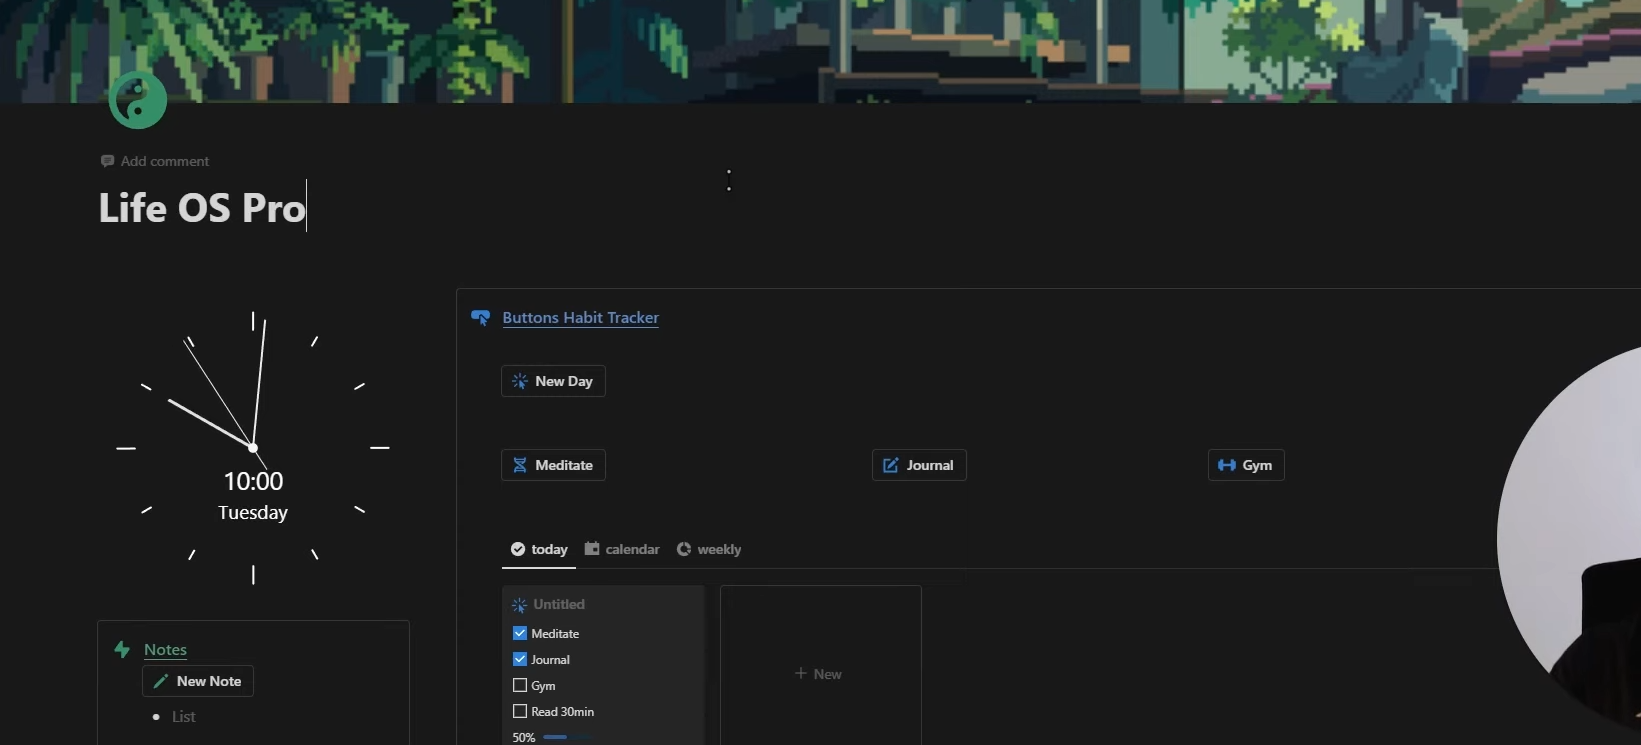 Add comment
Life OS Pro
10:00
Tuesday
Notes
New Note
List
Buttons Habit Tracker
New Day
Meditate
Journal
Gym
today
calendar
weekly
Untitled
Meditate
Journal
Gym
Read 30min
50%
+ New